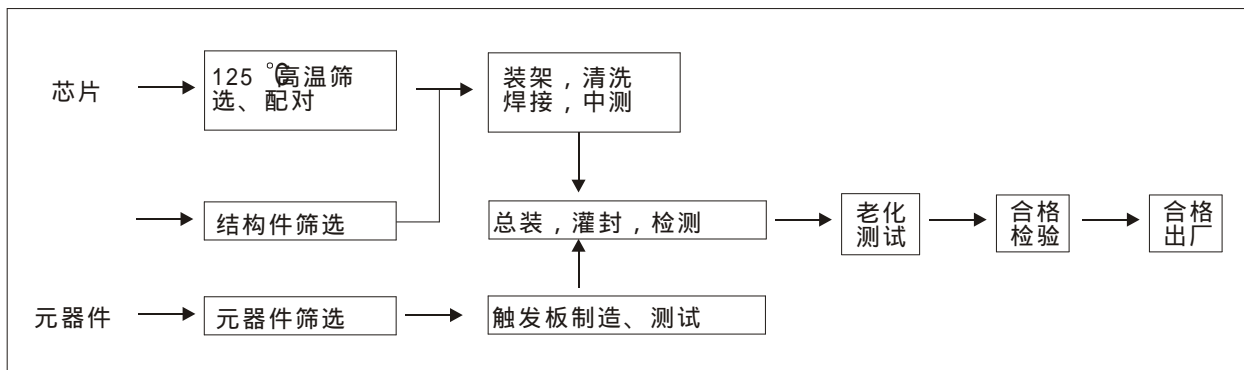 芯片
125℃高温筛
选、配对
装架，清洗
焊接，中测
结构件筛选
总装，灌封，检测
老化
测试
合格
检验
合格
出厂
元器件
元器件筛选
触发板制造、测试